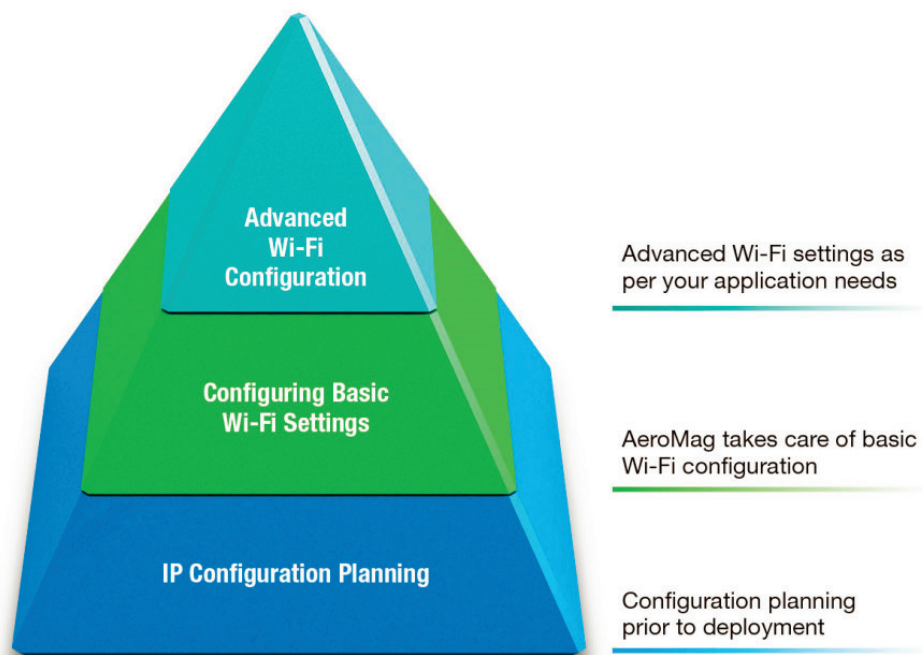 Advanced
Wi-Fi
Configuration
Advanced Wi-Fi settings as
per your application needs
Configuring Basic
Wi-Fi Settings
AeroMag takes care of basic
Wi-Fi configuration
IP Configuration Planning
Configuration planning
prior to deployment